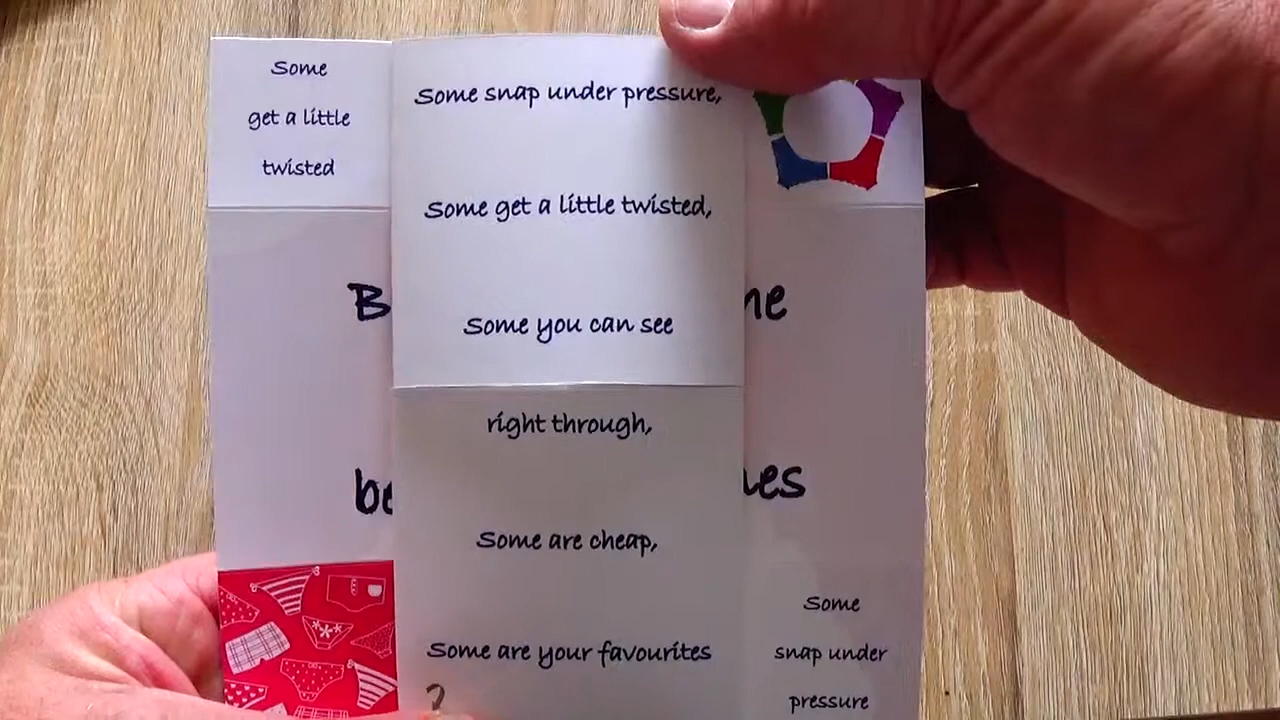 Some
get a little
twisted
Some snap under pressure,
Some get a little twisted,
Some you can see
right through,
Some are cheap,
Some are your favourites
Some
snap under
pressure